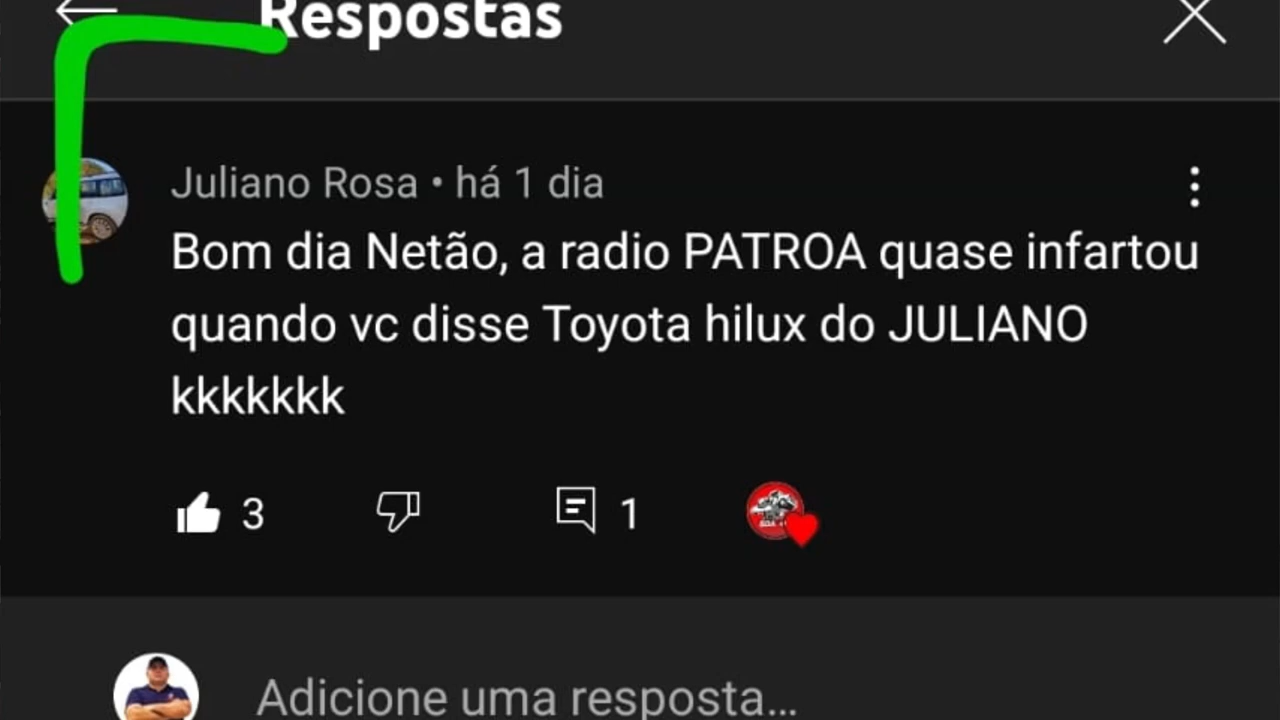 Respostas
Juliano Rosa • há 1 dia
Bom dia Netão, a radio PATROA quase infartou
quando vc disse Toyota hilux do JULIANO
kkkkkkk
3
1
Adicione uma resposta...